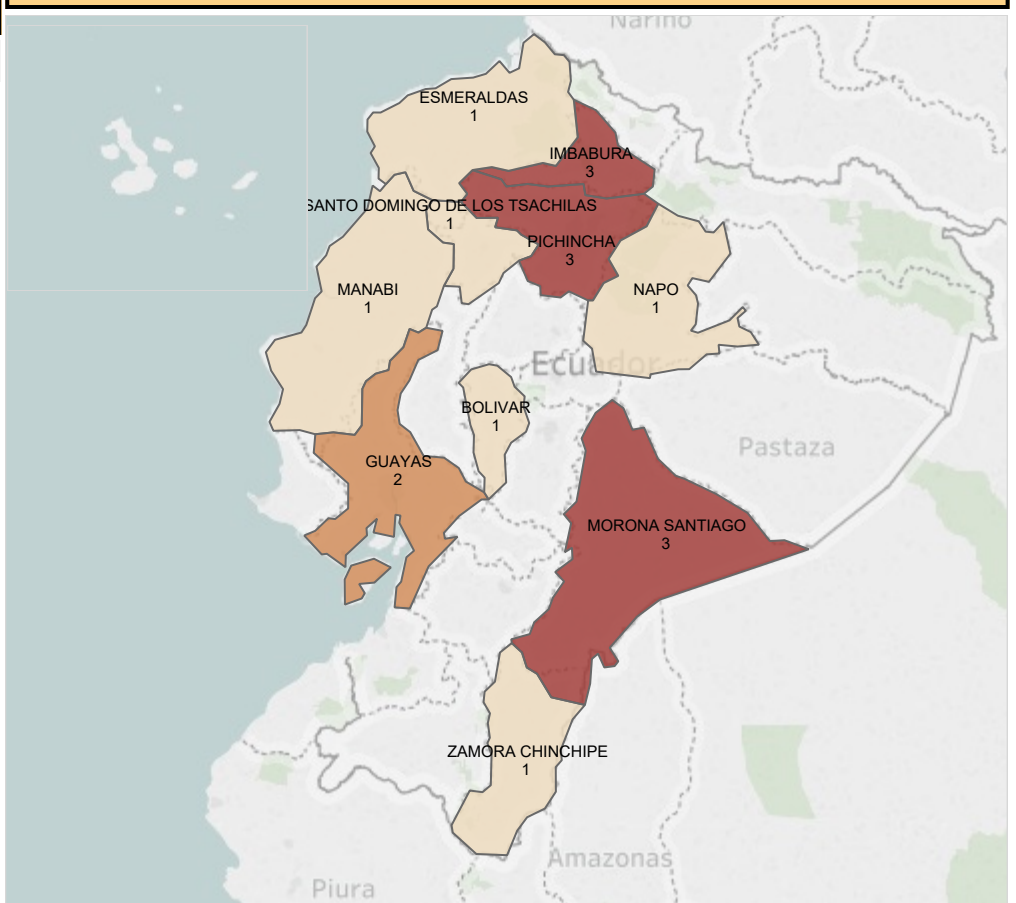 Nariño
ESMERALDAS
1
IMBABURA
3
SANTO DOMINGO DE LOS TSACHILAS
1
PICHINCHA
3
MANABI
1
NAPO
1
Ecuador
BOLIVAR
1
Pastaza
GUAYAS
2
MORONA SANTIAGO
3
ZAMORA CHINCHIPE
1
Amazonas
Piura